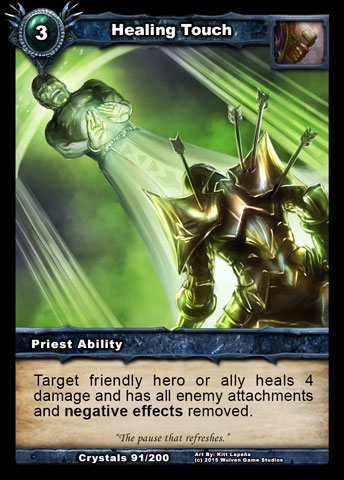 3
Healing Touch
Priest Ability
Target friendly hero or ally heals 4
damage and has all enemy attachments
and negative effects removed.
"The pause that refreshes."
Crystals 91/200
Art By: Kitt Lapeña
(c) 2015 Wulven Game Studios